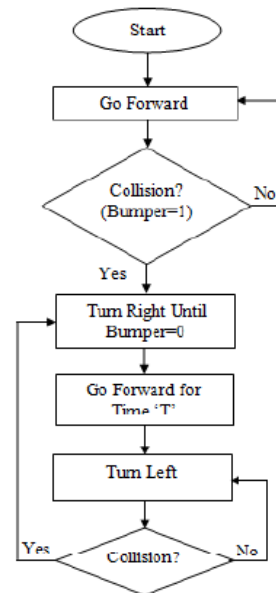 Start
Go Forward
Collision?
(Bumper=1)
No
Yes
Turn Right Until
Bumper=0
Go Forward for
Time 'T'
Turn Left
Yes
Collision?
No